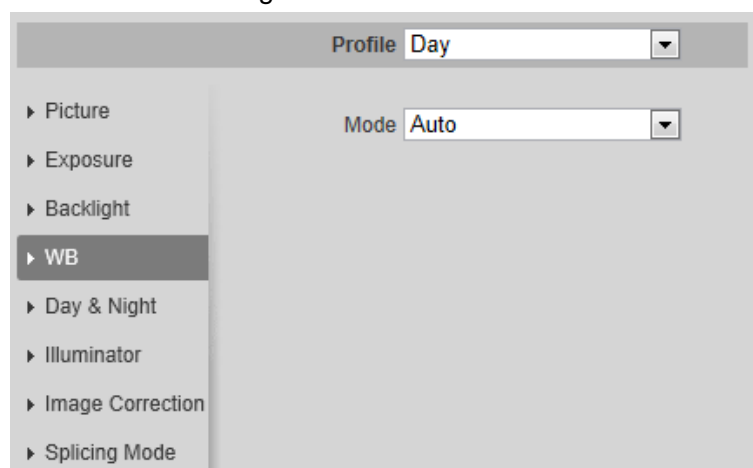 Profile Day
Picture
Mode Auto
Exposure
Backlight
WB
Day & Night
Illuminator
Image Correction
Splicing Mode